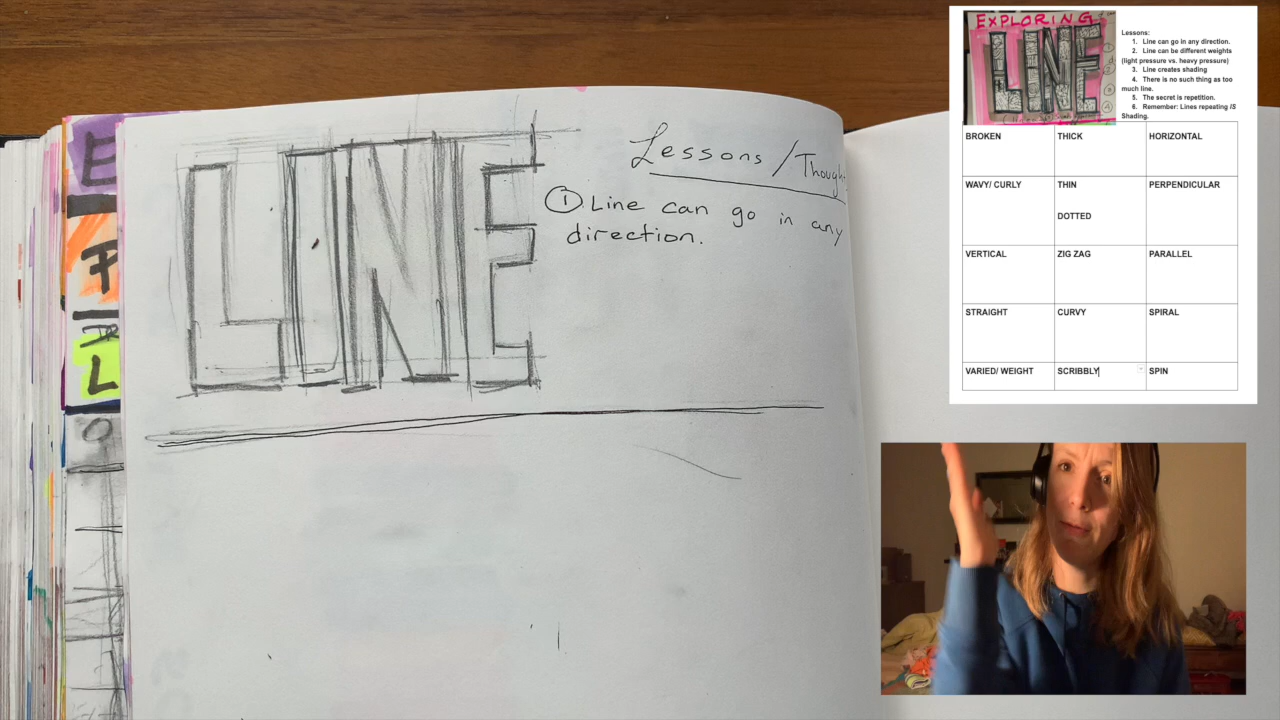 LINE
Lessons/Though
① Line can go in any
direction.
E
P
L
EXPLORING
LINE
Lessons:
1. Line can go in any direction.
2. Line can be different weights
(light pressure vs. heavy pressure)
3. Line creates shading
4. There is no such thing as too
much line.
5. The secret is repetition.
6. Remember: Lines repeating IS
Shading.
BROKEN THICK HORIZONTAL
WAVY/ CURLY THIN PERPENDICULAR
DOTTED
VERTICAL ZIG ZAG PARALLEL
STRAIGHT CURVY SPIRAL
VARIED/ WEIGHT SCRIBBLY SPIN